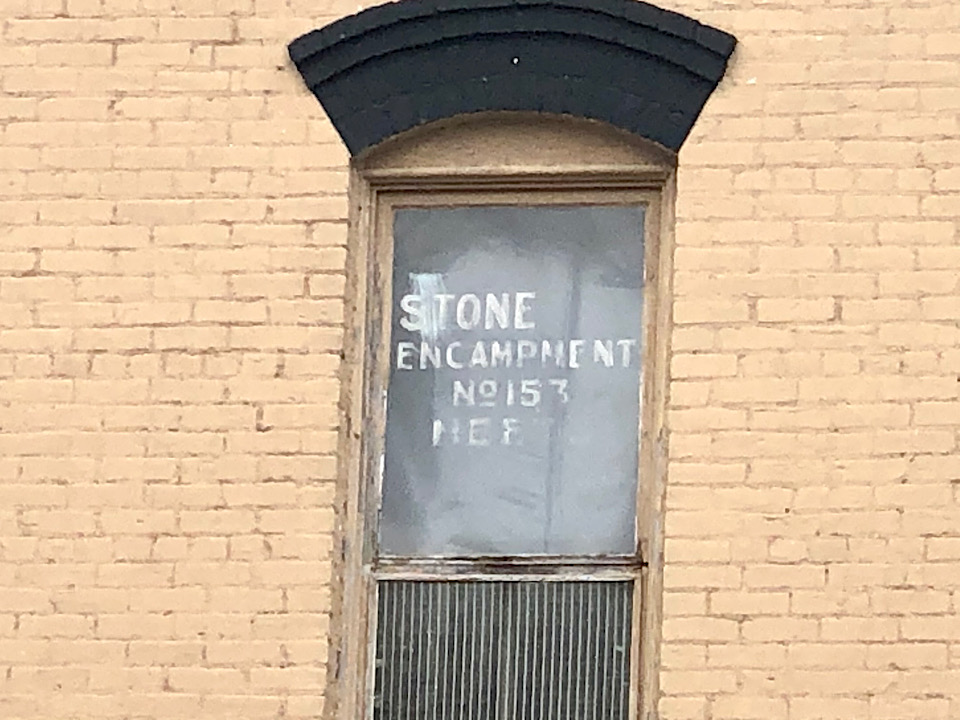 STONE
ENCAMPMENT
No 153